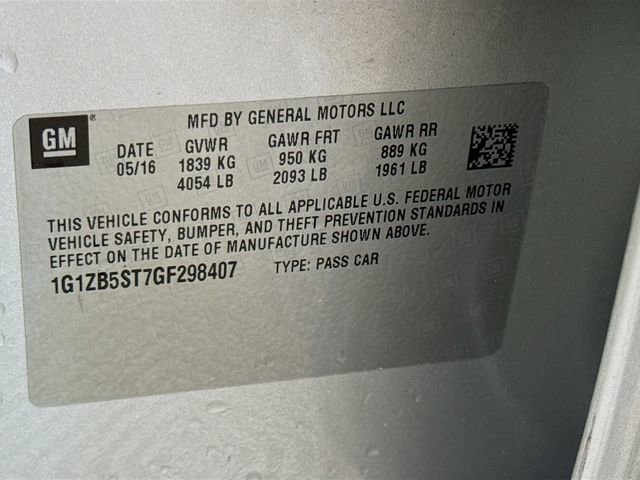 GM
MFD BY GENERAL MOTORS LLC
DATE GVWR GAWR FRT GAWR RR
05/16 1839 KG 950 KG 889 KG
4054 LB 2093 LB 1961 LB
THIS VEHICLE CONFORMS TO ALL APPLICABLE U.S. FEDERAL MOTOR
VEHICLE SAFETY, BUMPER, AND THEFT PREVENTION STANDARDS IN
EFFECT ON THE DATE OF MANUFACTURE SHOWN ABOVE.
1G1ZB5ST7GF298407 TYPE: PASS CAR